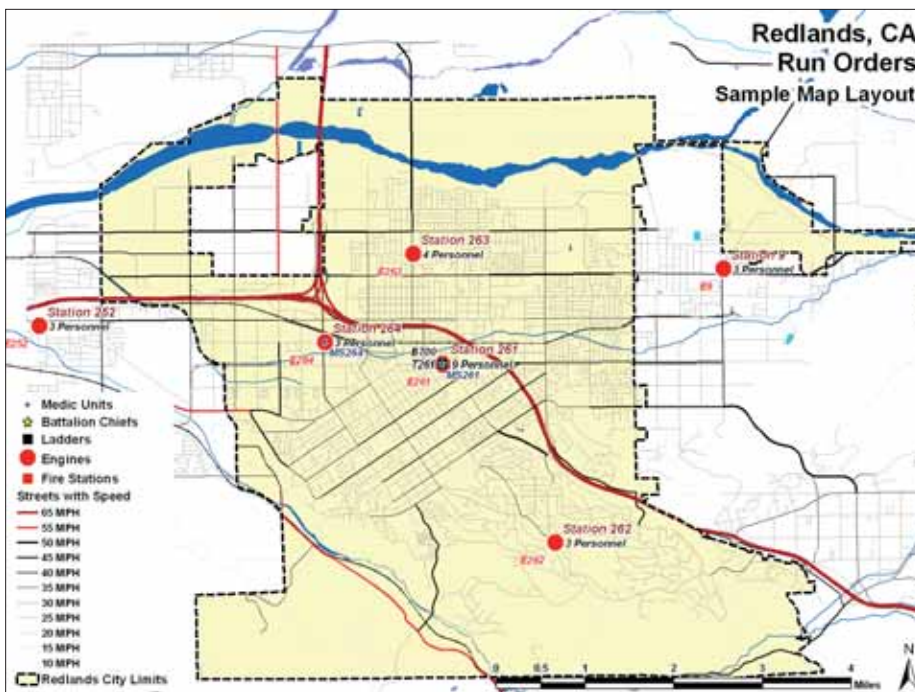 Redlands, CA
Run Orders
Sample Map Layout
Station 263
4 Personnel
E263
Station 9
3 Personnel
E9
Station 252
3 Personnel
E252
Station 264
3 Personnel
E264
MS264
B700
Station 261
T261
9 Personnel
MS261
E261
Station 262
3 Personnel
E262
Medic Units
Battalion Chiefs
Ladders
Engines
Fire Stations
Streets with Speed
65 MPH
55 MPH
50 MPH
45 MPH
40 MPH
35 MPH
30 MPH
25 MPH
20 MPH
15 MPH
10 MPH
Redlands City Limits
0 0.5 1 2 3 4
Miles
N